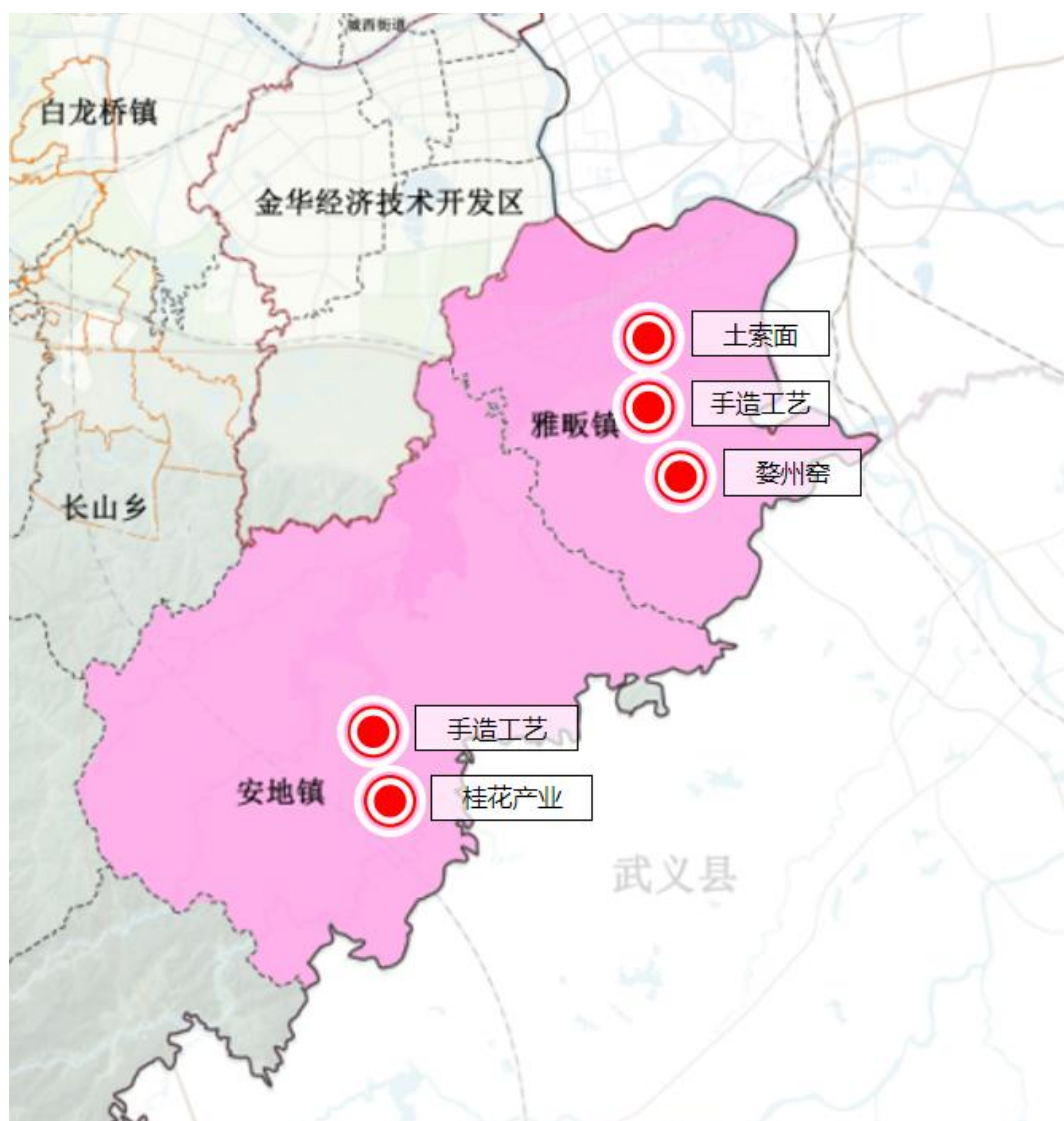 城西街道
白龙桥镇
金华经济技术开发区
土索面
手造工艺
雅畈镇
婺州窑
长山乡
手造工艺
安地镇
桂花产业
武义县